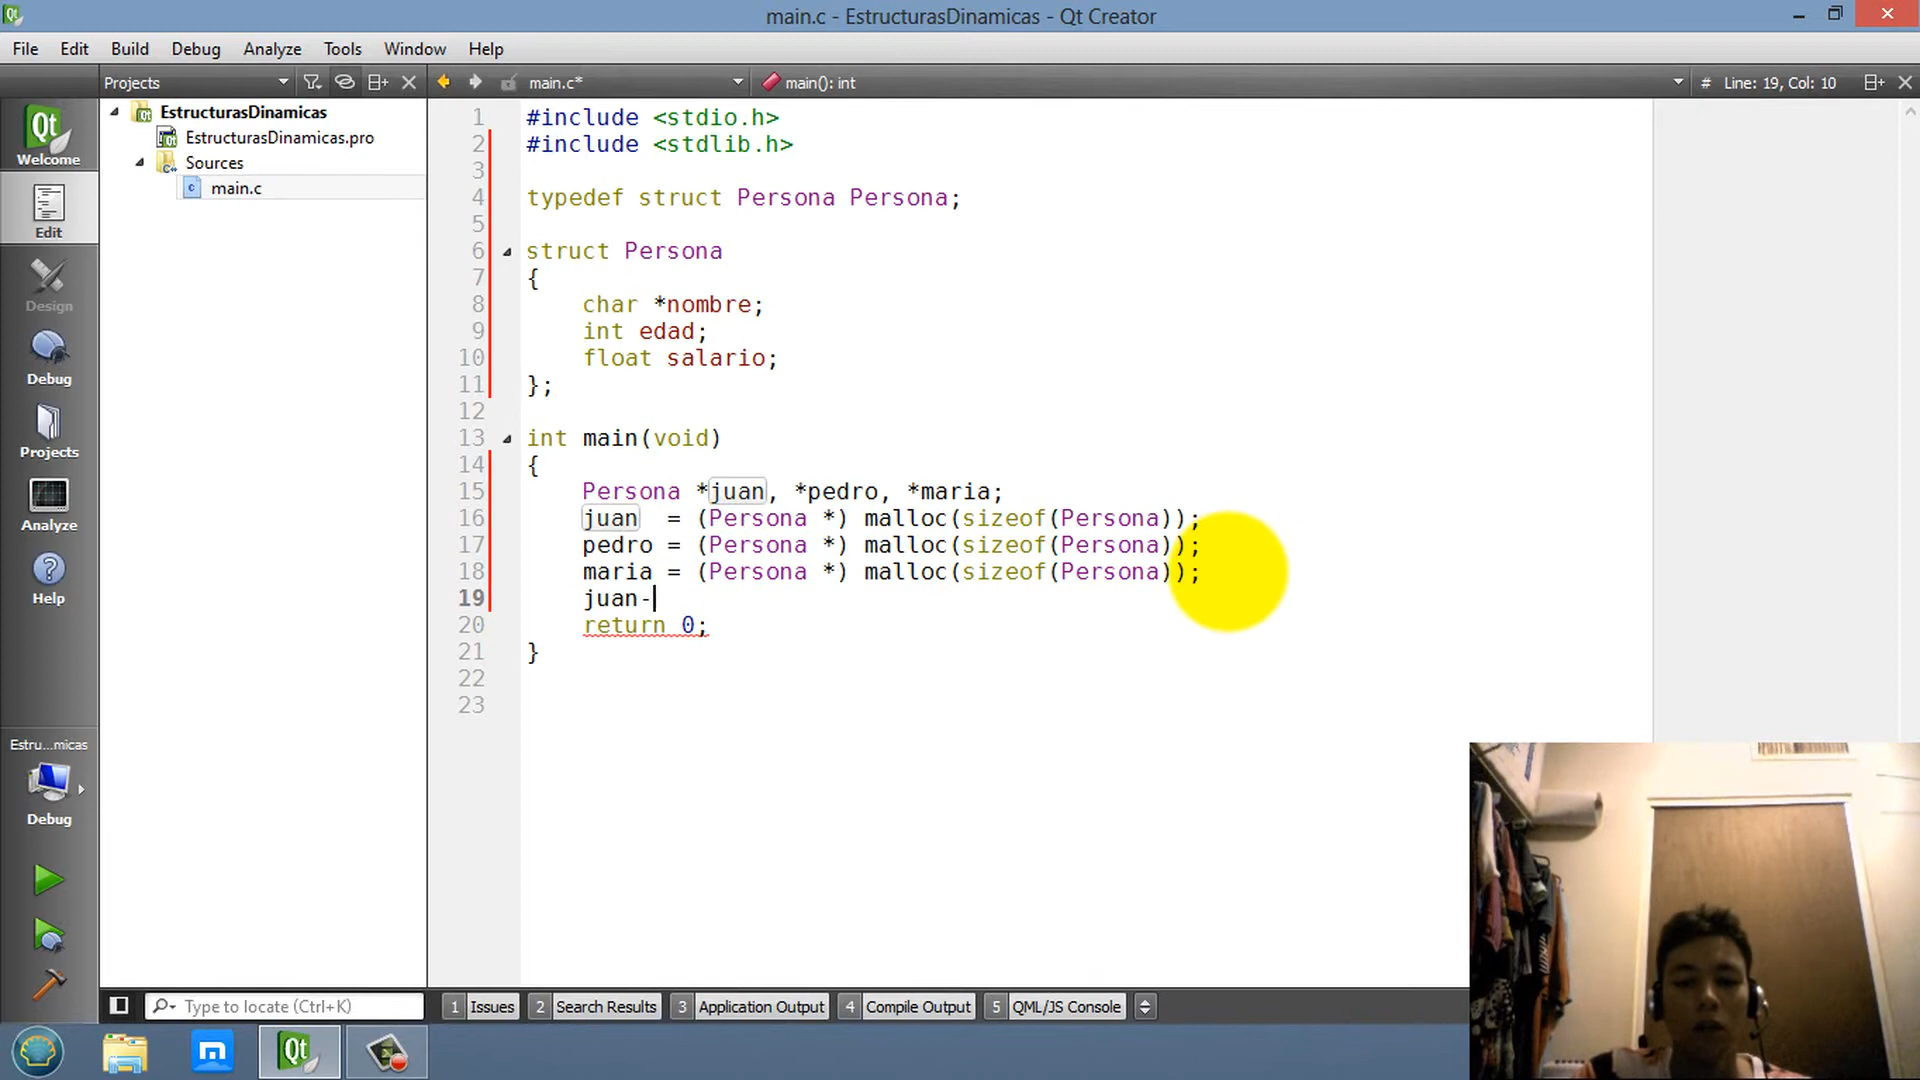 main.c - EstructurasDinamicas - Qt Creator
File Edit Build Debug Analyze Tools Window Help
Projects main.c* main(): int # Line: 19, Col: 10
Qt Welcome
Edit
Design
Debug
Projects
Analyze
Help
Estru...micas
Debug
EstructurasDinamicas
EstructurasDinamicas.pro
Sources
main.c
1 #include <stdio.h>
2 #include <stdlib.h>
3
4 typedef struct Persona Persona;
5
6 struct Persona
7 {
8 char *nombre;
9 int edad;
10 float salario;
11 };
12
13 int main(void)
14 {
15 Persona *juan, *pedro, *maria;
16 juan  = (Persona *) malloc(sizeof(Persona));
17 pedro = (Persona *) malloc(sizeof(Persona));
18 maria = (Persona *) malloc(sizeof(Persona));
19 juan-
20 return 0;
21 }
22
23
Type to locate (Ctrl+K) 1 Issues 2 Search Results 3 Application Output 4 Compile Output 5 QML/JS Console
m Qt